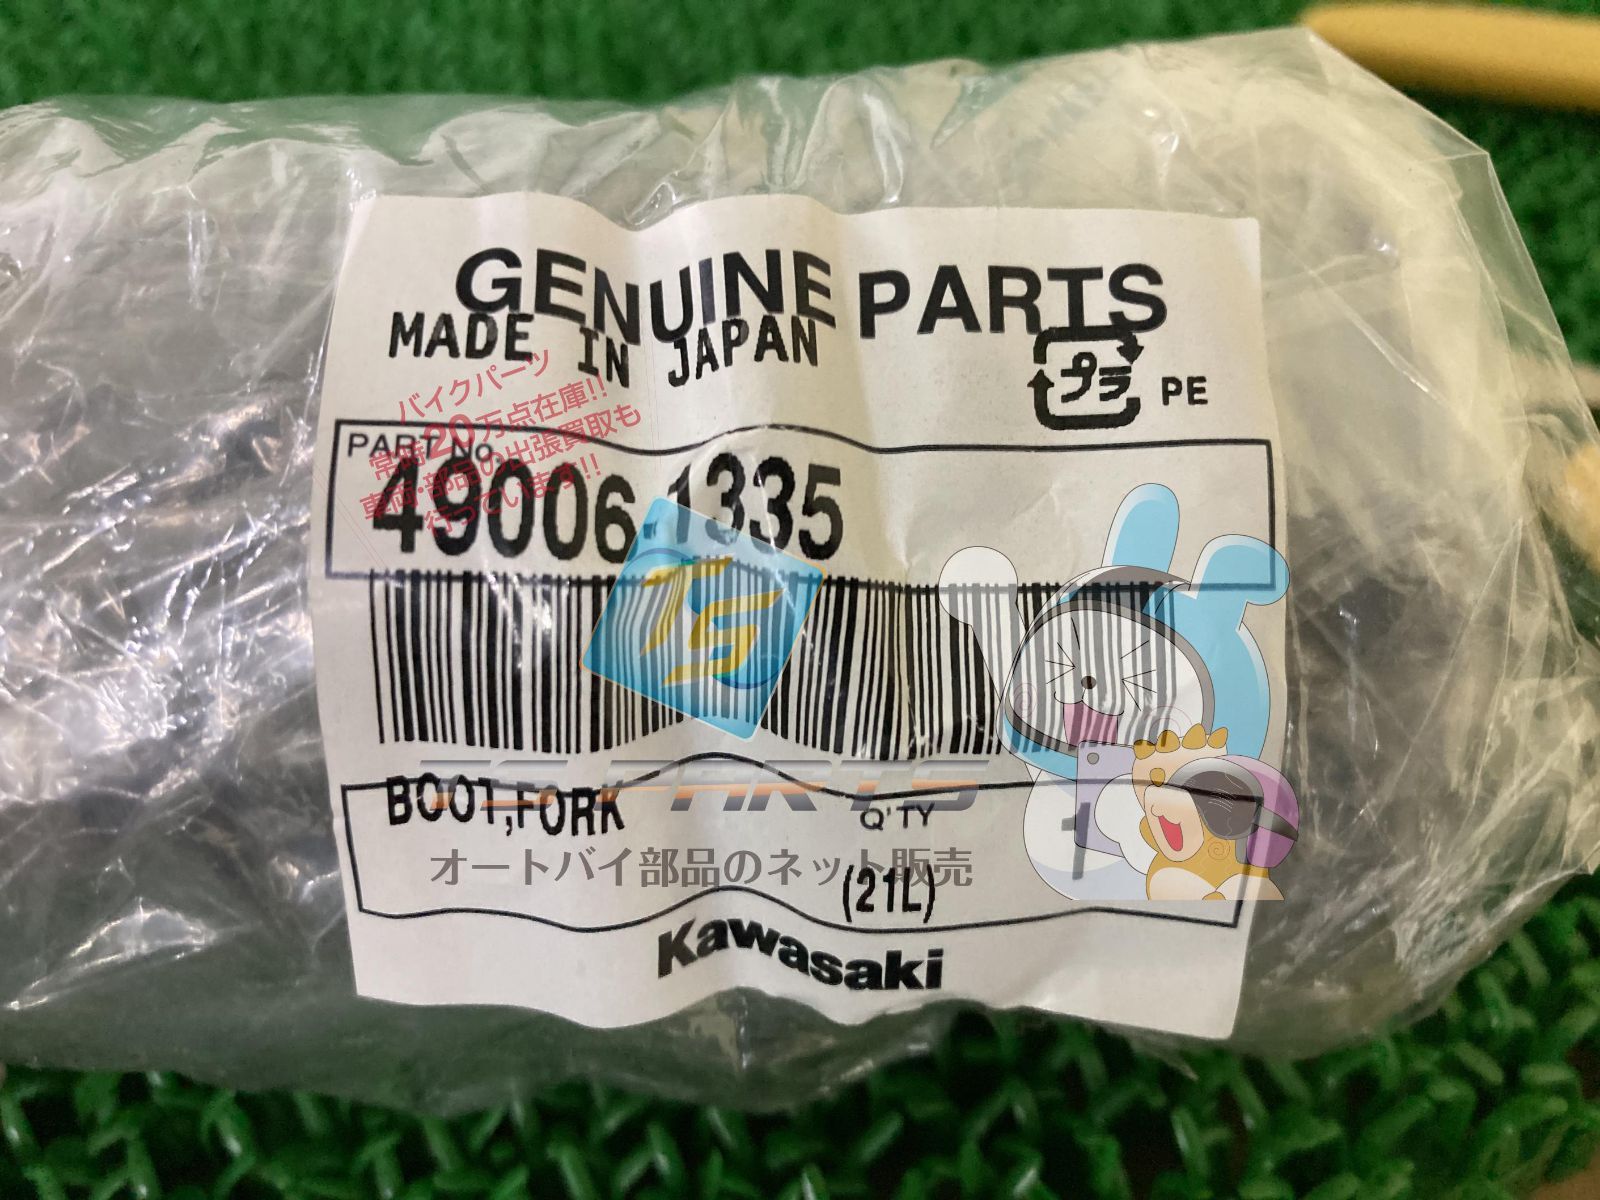 GENUINE PARTS
MADE IN JAPAN
プラ PE
バイクパーツ
常時20万点在庫!!
車両・部品の出張買取も
行っています!!
PART No.
49006-1335
TS
TS PARTS
BOOT,FORK Q'TY 1
オートバイ部品のネット販売
(21L)
Kawasaki